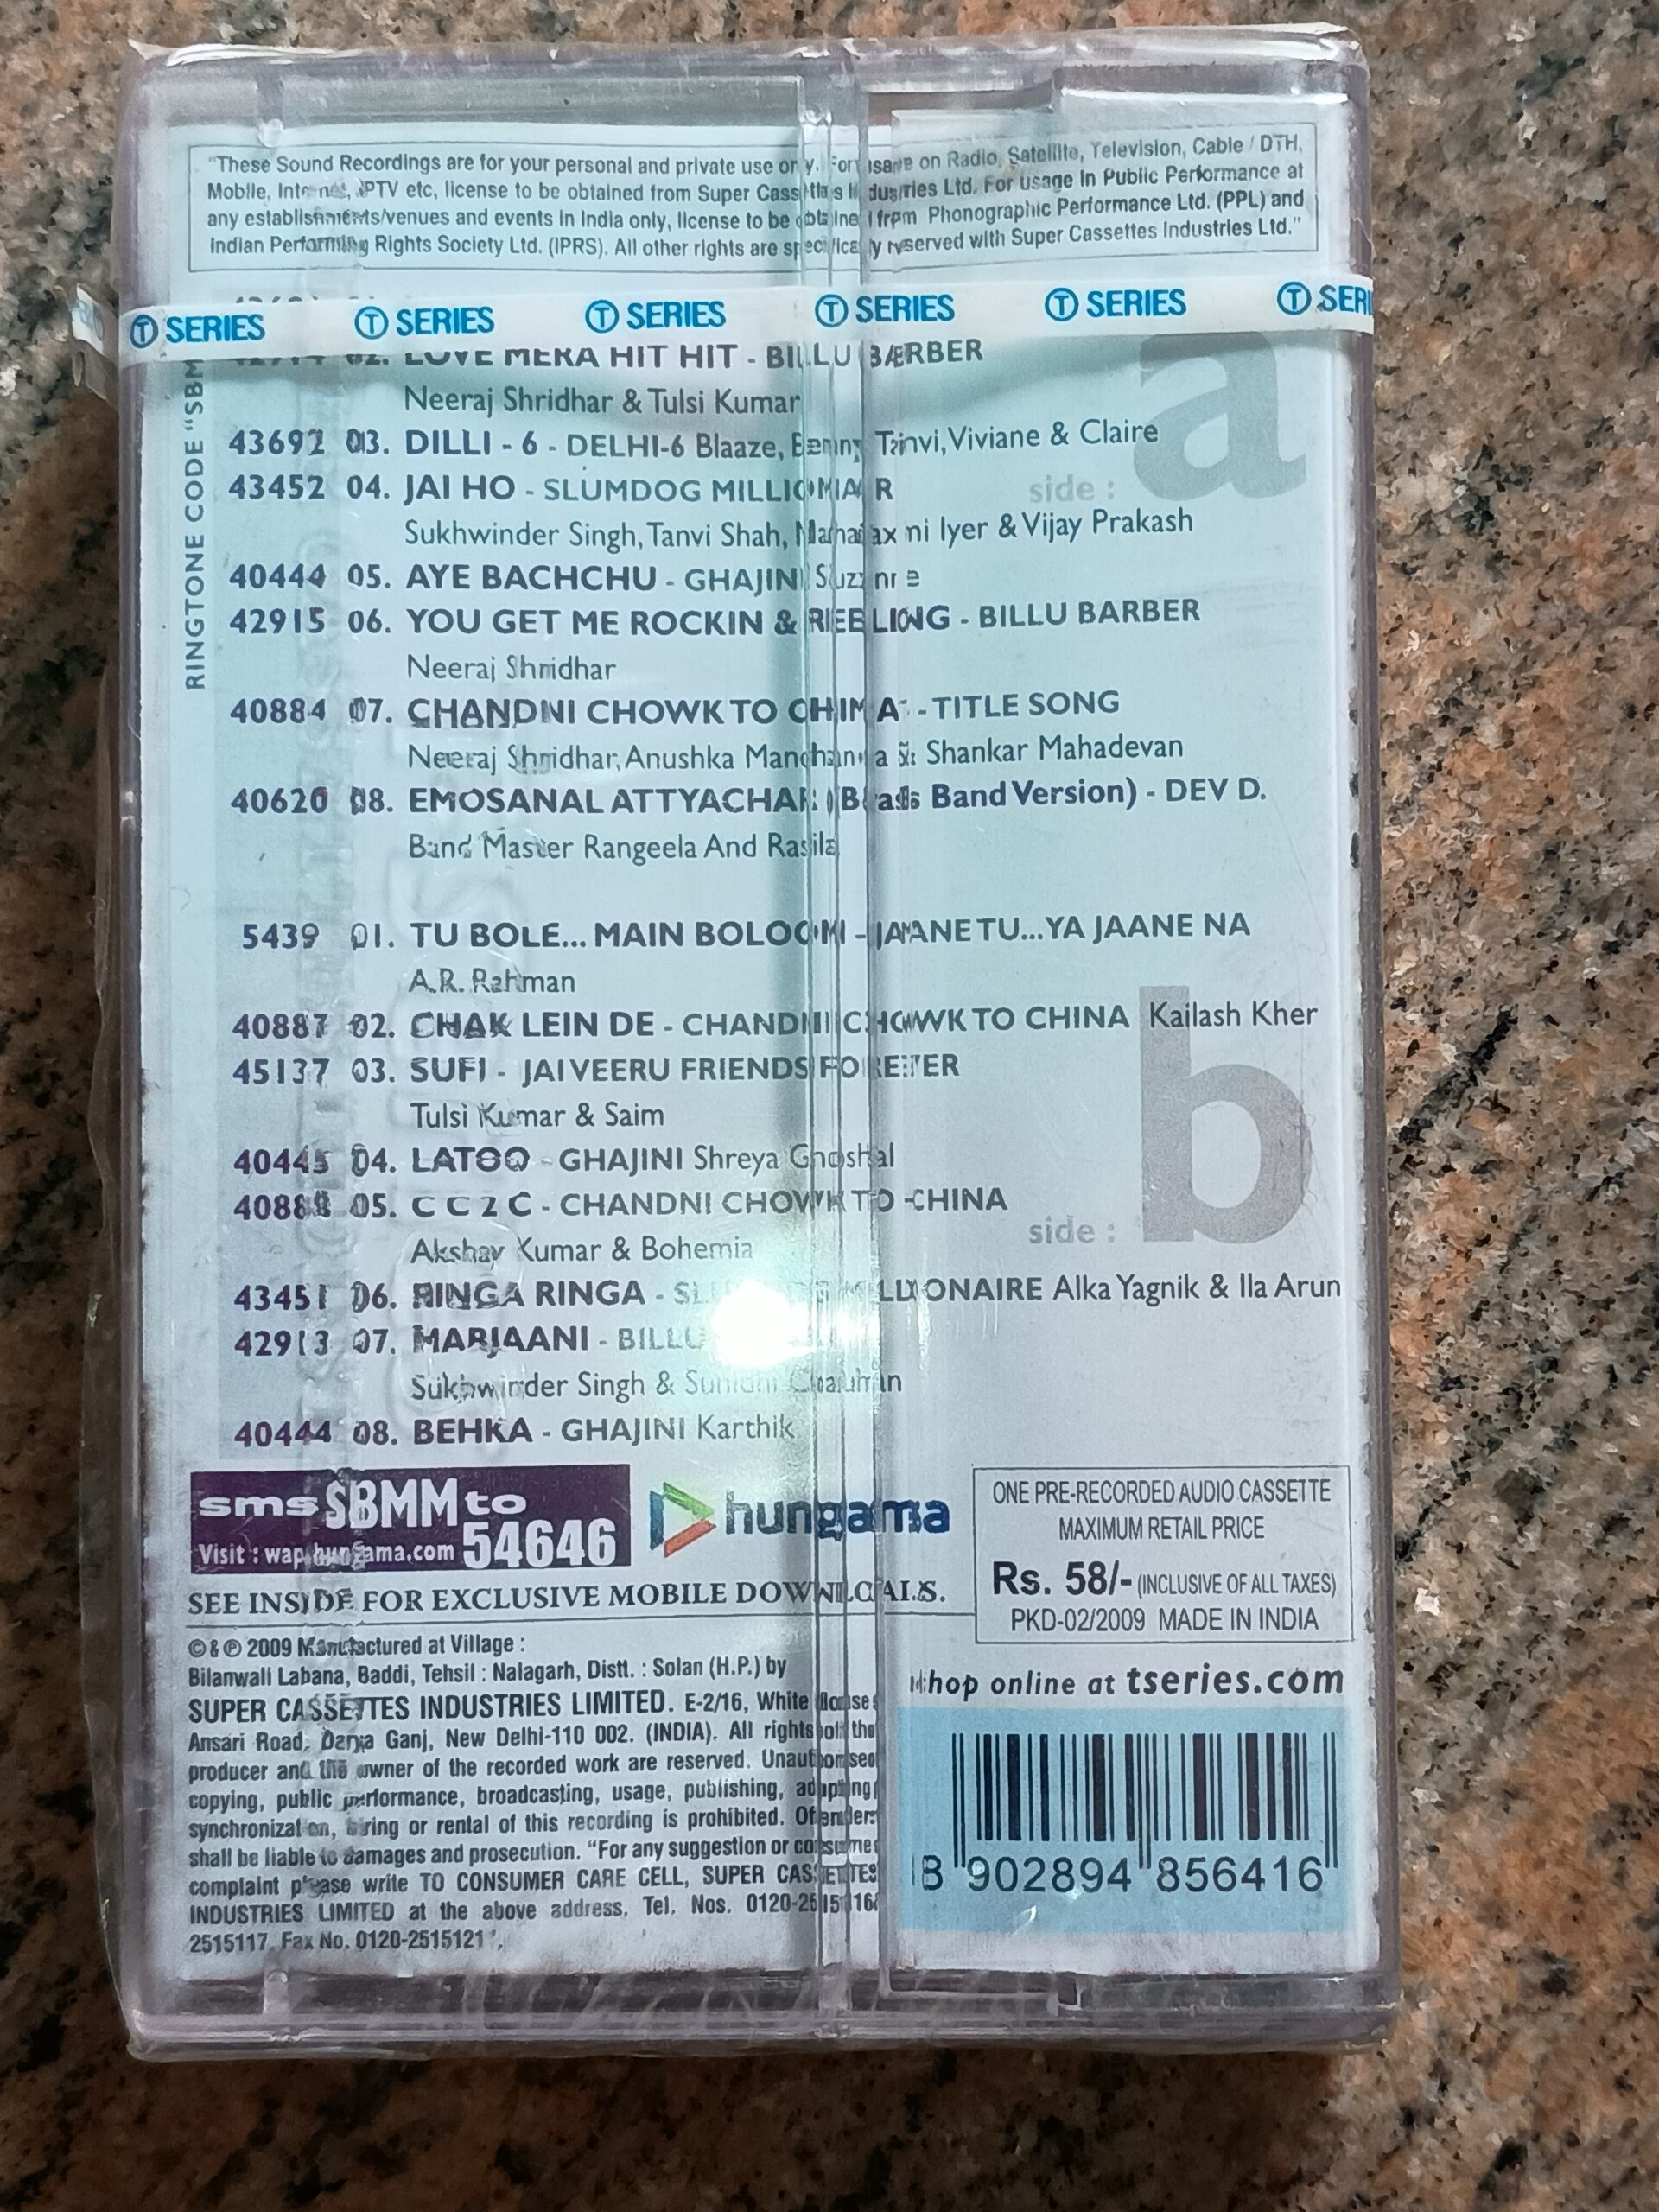 "These Sound Recordings are for your personal and private use only. For usage on Radio, Satellite, Television, Cable / DTH,
Mobile, Internet, IPTV etc, license to be obtained from Super Cassettes Industries Ltd. For usage in Public Performance at
any establishments/venues and events in India only, license to be obtained from Phonographic Performance Ltd. (PPL) and
Indian Performing Rights Society Ltd. (IPRS). All other rights are specifically reserved with Super Cassettes Industries Ltd."
T SERIES T SERIES T SERIES T SERIES T SERIES T SERI
RINGTONE CODE "SBM
02. LOVE MERA HIT HIT - BILLU BARBER
Neeraj Shridhar & Tulsi Kumar
43692 03. DILLI - 6 - DELHI-6 Blaaze, Benny, Tanvi, Viviane & Claire
43452 04. JAI HO - SLUMDOG
side : a
Sukhwinder Singh, Tanvi Shah, Mahalaxmi Iyer & Vijay Prakash
40444 05. AYE BACHCHU - GHAJINI Suzanne
42915 06. YOU GET ME ROCKIN & REELING - BILLU BARBER
Neeraj Shridhar
40884 07. CHANDNI CHOWK TO CHINA - TITLE SONG
Neeraj Shridhar, Anushka Manchanda & Shankar Mahadevan
40620 08. EMOSANAL ATTYACHAR (Brass Band Version) - DEV D.
Band Master Rangeela And Rasila
5439 01. TU BOLE... MAIN BOLOON - JAANE TU...YA JAANE NA
A.R. Rahman
40887 02. CHAK LEIN DE - CHANDNI CHOWK TO CHINA Kailash Kher
45137 03. SUFI - JAI VEERU FRIENDS FOREVER
Tulsi Kumar & Saim
40445 04. LATOO - GHAJINI Shreya Ghoshal
40888 05. C C 2 C - CHANDNI CHOWK TO CHINA
side : b
Akshay Kumar & Bohemia
43451 06. RINGA RINGA - SLUMDOG MILLIONAIRE Alka Yagnik & Ila Arun
42913 07. MARJAANI - BILLU
Sukhwinder Singh & Sunidhi Chauhan
40444 08. BEHKA - GHAJINI Karthik
sms SBMM to
54646
Visit : wap.hungama.com
hungama
SEE INSIDE FOR EXCLUSIVE MOBILE DOWNLOADS.
ONE PRE-RECORDED AUDIO CASSETTE
MAXIMUM RETAIL PRICE
Rs. 58/- (INCLUSIVE OF ALL TAXES)
PKD-02/2009 MADE IN INDIA
© & ℗ 2009 Manufactured at Village :
Bilanwali Labana, Baddi, Tehsil : Nalagarh, Distt. : Solan (H.P.) by
SUPER CASSETTES INDUSTRIES LIMITED. E-2/16, White House
Ansari Road, Darya Ganj, New Delhi-110 002. (INDIA). All rights of the
producer and the owner of the recorded work are reserved. Unauthorised
copying, public performance, broadcasting, usage, publishing, adapting
synchronization, hiring or rental of this recording is prohibited. Offenders
shall be liable to damages and prosecution. "For any suggestion or consumer
complaint please write TO CONSUMER CARE CELL, SUPER CASSETTES
INDUSTRIES LIMITED at the above address, Tel. Nos. 0120-2515116
2515117, Fax No. 0120-2515121",
Shop online at tseries.com
8 902894 856416